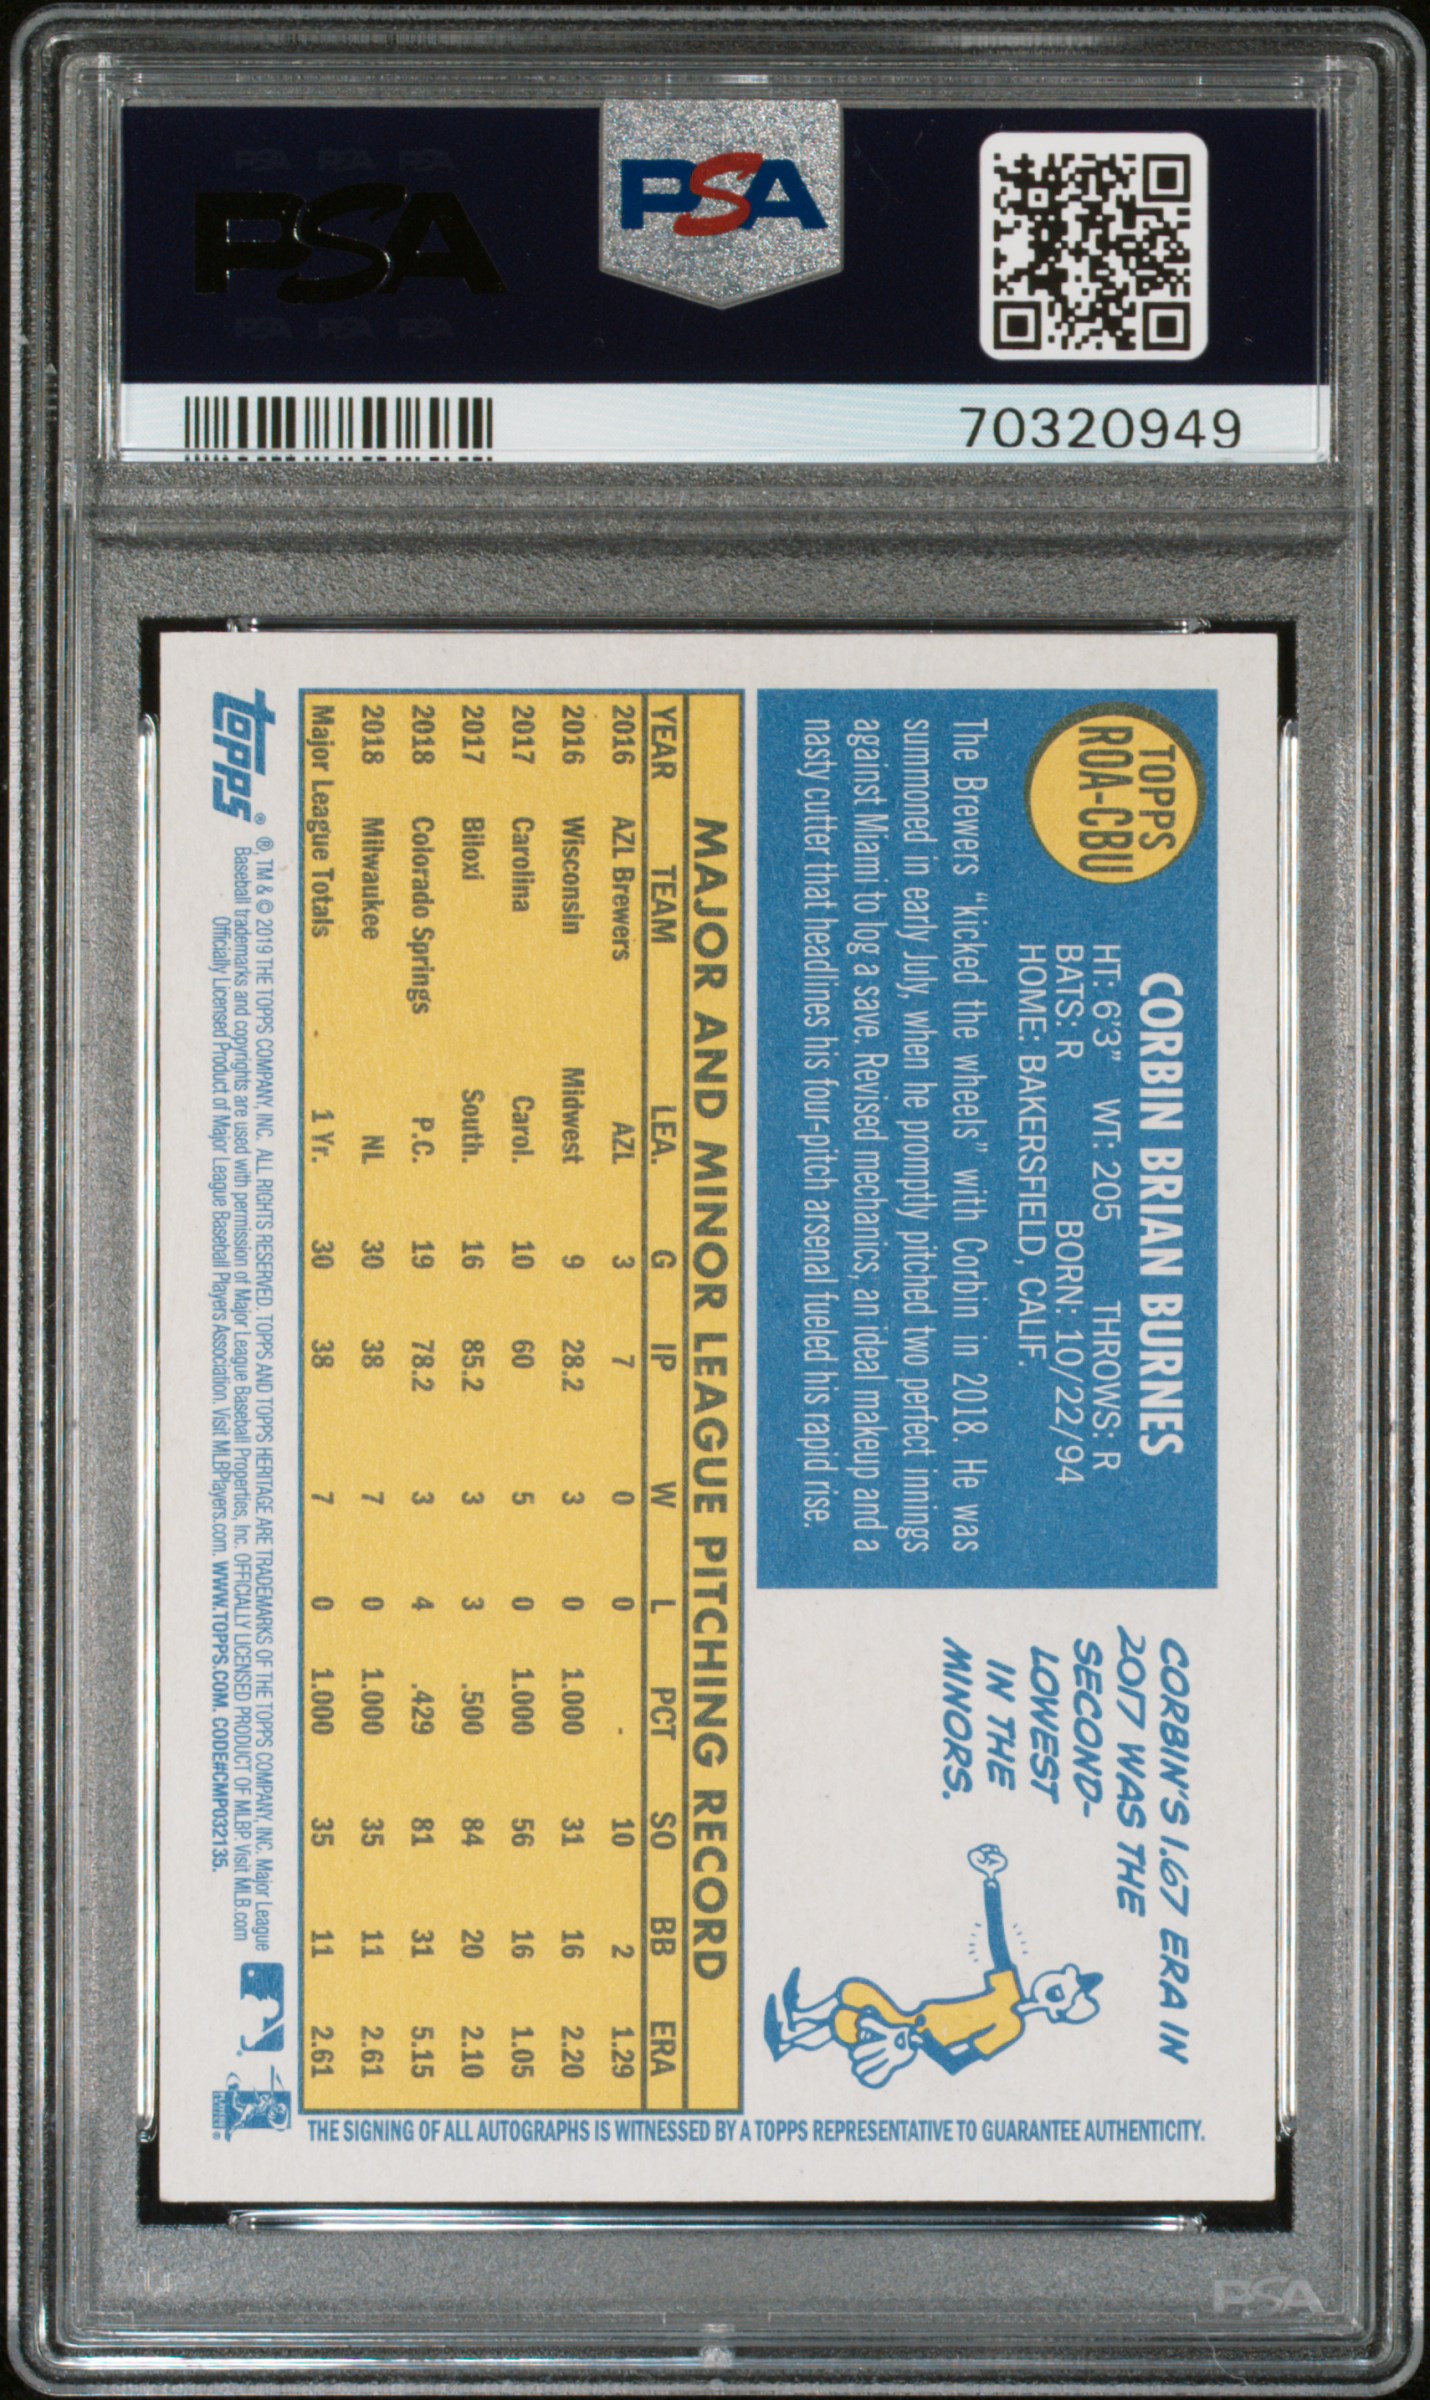 PSA PSA PSA
PSA
PSA PSA PSA
PSA
70320949
TOPPS
ROA-CBU
CORBIN BRIAN BURNES
HT: 6'3" WT: 205 THROWS: R
BATS: R BORN: 10/22/94
HOME: BAKERSFIELD, CALIF.
The Brewers “kicked the wheels” with Corbin in 2018. He was
summoned in early July, when he promptly pitched two perfect innings
against Miami to log a save. Revised mechanics, an ideal makeup and a
nasty cutter that headlines his four-pitch arsenal fueled his rapid rise.
CORBIN'S 1.67 ERA IN
2017 WAS THE
SECOND-
LOWEST
IN THE
MINORS.
MAJOR AND MINOR LEAGUE PITCHING RECORD
YEAR TEAM LEA. G IP W L PCT SO BB ERA
2016 AZL Brewers AZL 3 7 0 0 - 10 2 1.29
2016 Wisconsin Midwest 9 28.2 3 0 1.000 31 16 2.20
2017 Carolina Carol. 10 60 5 0 1.000 56 16 1.05
2017 Biloxi South. 16 85.2 3 3 .500 84 20 2.10
2018 Colorado Springs P.C. 19 78.2 3 4 .429 81 31 5.15
2018 Milwaukee NL 30 38 7 0 1.000 35 11 2.61
Major League Totals 1 Yr. 30 38 7 0 1.000 35 11 2.61
topps ®
®, TM & © 2019 THE TOPPS COMPANY, INC. ALL RIGHTS RESERVED. TOPPS AND TOPPS HERITAGE ARE TRADEMARKS OF THE TOPPS COMPANY, INC. Major League
Baseball trademarks and copyrights are used with permission of Major League Baseball Properties, Inc. OFFICIALLY LICENSED PRODUCT OF MLBP. Visit MLB.com
Officially Licensed Product of Major League Baseball Players Association. Visit MLBPlayers.com. WWW.TOPPS.COM. CODE#CMP032135.
THE SIGNING OF ALL AUTOGRAPHS IS WITNESSED BY A TOPPS REPRESENTATIVE TO GUARANTEE AUTHENTICITY.
PSA